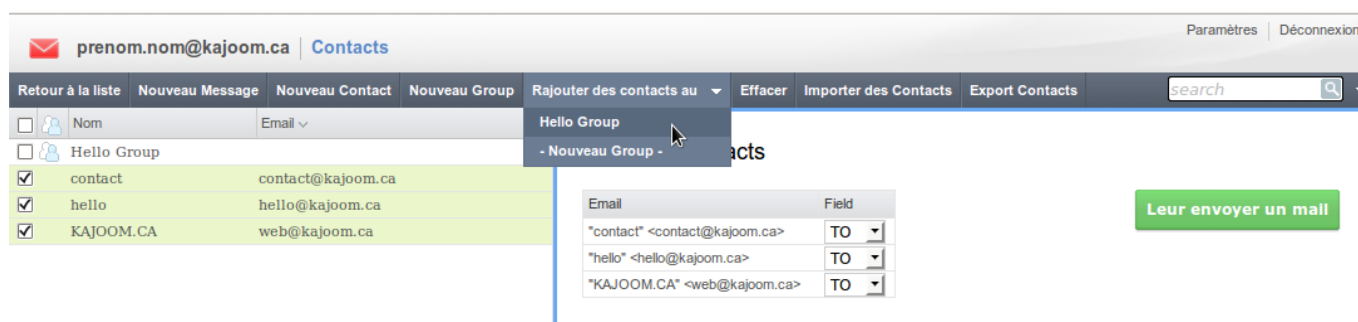 Paramètres Déconnexion
prenom.nom@kajoom.ca Contacts
Retour à la liste Nouveau Message Nouveau Contact Nouveau Group Rajouter des contacts au Effacer Importer des Contacts Export Contacts search
Nom Email
Hello Group
- Nouveau Group -
Hello Group
contact contact@kajoom.ca
hello hello@kajoom.ca
KAJOOM.CA web@kajoom.ca
Email Field
"contact" <contact@kajoom.ca> TO
"hello" <hello@kajoom.ca> TO
"KAJOOM.CA" <web@kajoom.ca> TO
Leur envoyer un mail